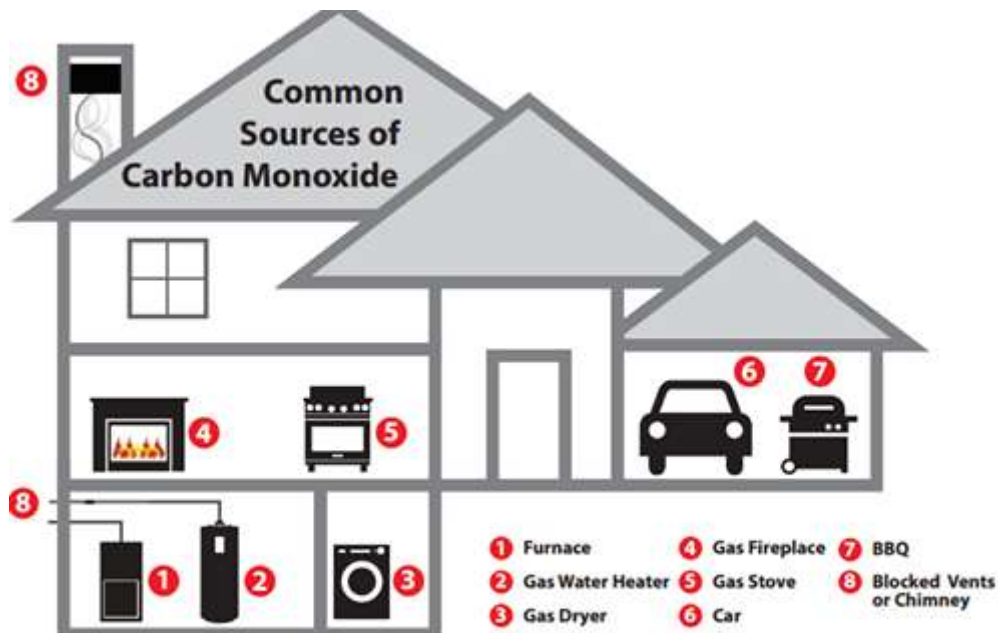 8
Common
Sources of
Carbon Monoxide
6
7
4
5
8
1
2
3
1 Furnace
2 Gas Water Heater
3 Gas Dryer
4 Gas Fireplace
5 Gas Stove
6 Car
7 BBQ
8 Blocked Vents
or Chimney